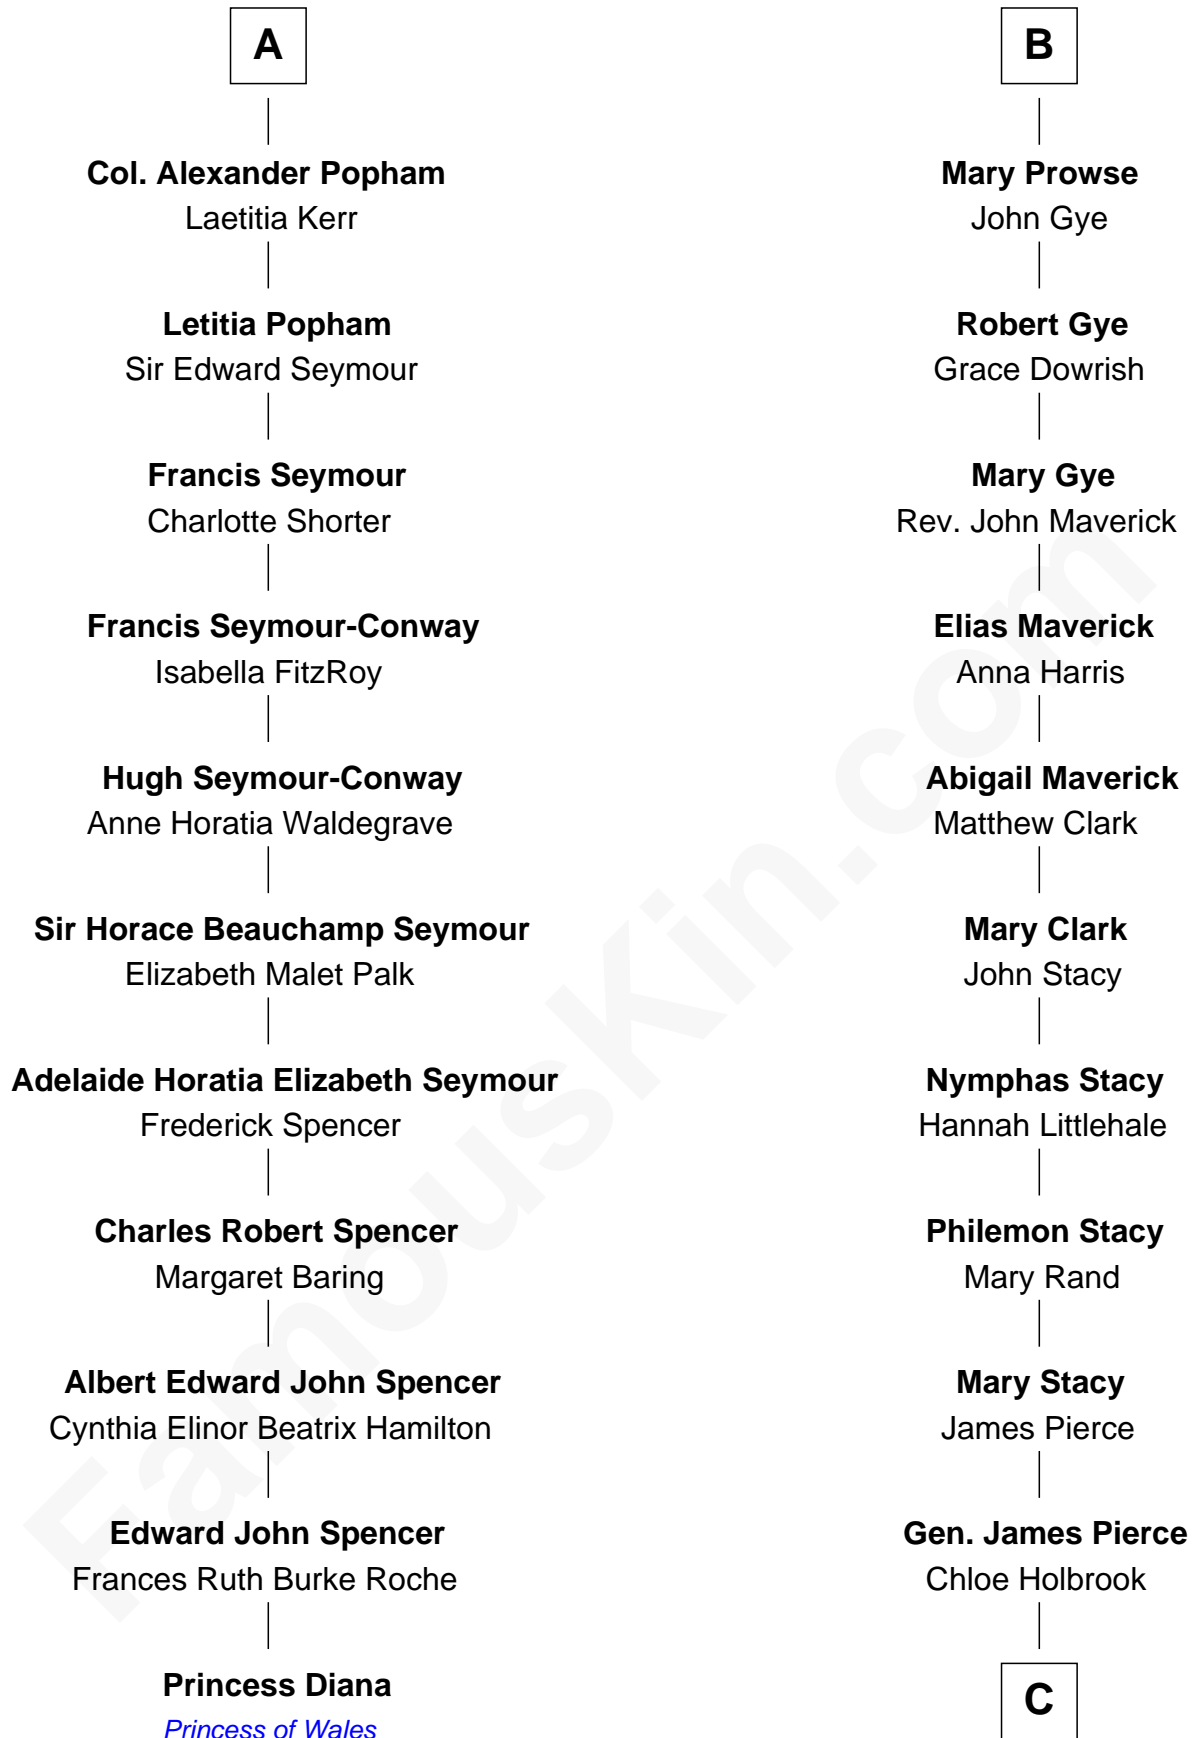 A
Col. Alexander Popham
Laetitia Kerr
Letitia Popham
Sir Edward Seymour
Francis Seymour
Charlotte Shorter
Francis Seymour-Conway
Isabella FitzRoy
Hugh Seymour-Conway
Anne Horatia Waldegrave
Sir Horace Beauchamp Seymour
Elizabeth Malet Palk
Adelaide Horatia Elizabeth Seymour
Frederick Spencer
Charles Robert Spencer
Margaret Baring
Albert Edward John Spencer
Cynthia Elinor Beatrix Hamilton
Edward John Spencer
Frances Ruth Burke Roche
Princess Diana
Princess of Wales
B
Mary Prowse
John Gye
Robert Gye
Grace Dowrish
Mary Gye
Rev. John Maverick
Elias Maverick
Anna Harris
Abigail Maverick
Matthew Clark
Mary Clark
John Stacy
Nymphas Stacy
Hannah Littlehale
Philemon Stacy
Mary Rand
Mary Stacy
James Pierce
Gen. James Pierce
Chloe Holbrook
C
FamousKin.com